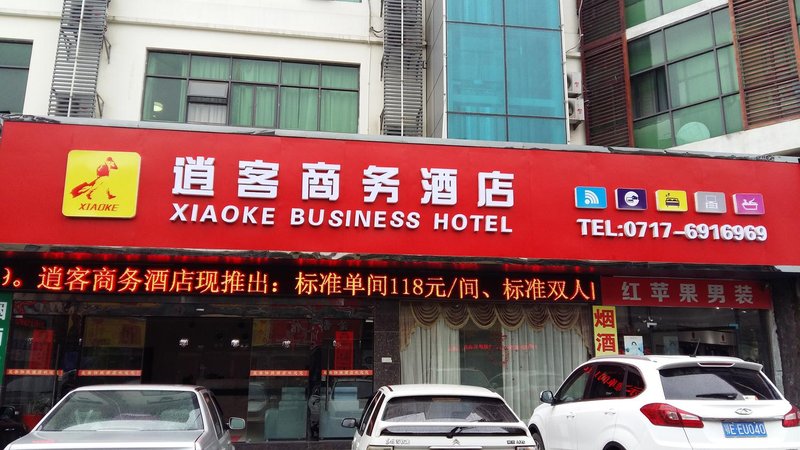 逍客商务酒店
XIAOKE
XIAOKE BUSINESS HOTEL
TEL:0717-6916969
9。逍客商务酒店现推出：标准单间118元/间、标准双人
红苹果男装
烟酒
鄂E·EU040